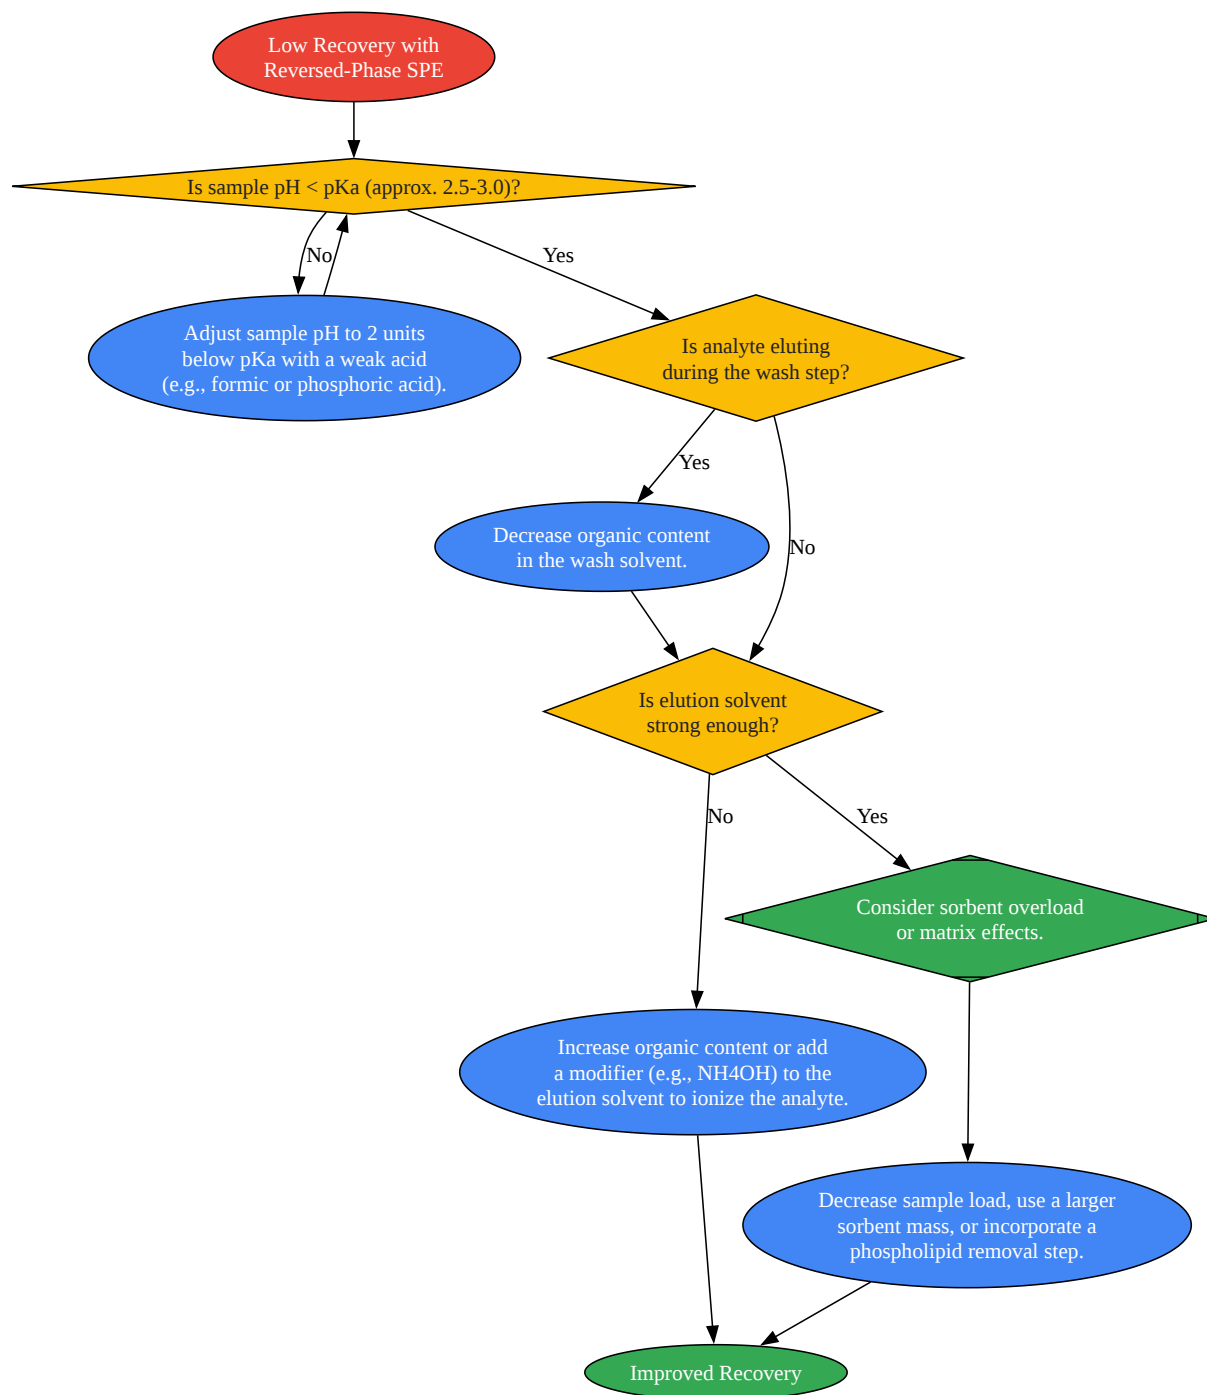 Low Recovery with
Reversed-Phase SPE
Is sample pH < pKa (approx. 2.5-3.0)?
No
Yes
Adjust sample pH to 2 units
below pKa with a weak acid
(e.g., formic or phosphoric acid).
Is analyte eluting
during the wash step?
Yes
No
Decrease organic content
in the wash solvent.
Is elution solvent
strong enough?
No
Yes
Consider sorbent overload
or matrix effects.
Increase organic content or add
a modifier (e.g., NH4OH) to the
elution solvent to ionize the analyte.
Decrease sample load, use a larger
sorbent mass, or incorporate a
phospholipid removal step.
Improved Recovery